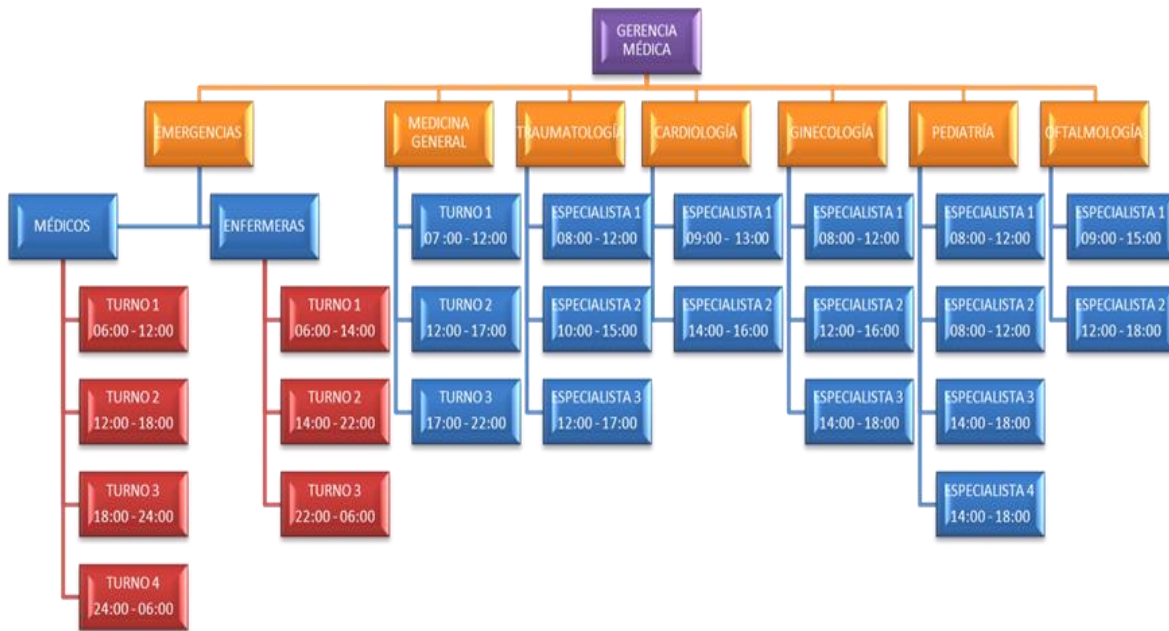 GERENCIA
MÉDICA
EMERGENCIAS
MEDICINA
GENERAL
TRAUMATOLOGÍA
CARDIOLOGÍA
GINECOLOGÍA
PEDIATRÍA
OFTALMOLOGÍA
MÉDICOS
TURNO 1
06:00 - 12:00
TURNO 2
12:00 - 18:00
TURNO 3
18:00 - 24:00
TURNO 4
24:00 - 06:00
ENFERMERAS
TURNO 1
06:00 - 14:00
TURNO 2
14:00 - 22:00
TURNO 3
22:00 - 06:00
TURNO 1
07 :00 - 12:00
TURNO 2
12:00 - 17:00
TURNO 3
17:00 - 22:00
ESPECIALISTA 1
08:00 - 12:00
ESPECIALISTA 2
10:00 - 15:00
ESPECIALISTA 3
12:00 - 17:00
ESPECIALISTA 1
09:00 - 13:00
ESPECIALISTA 2
14:00 - 16:00
ESPECIALISTA 1
08:00 - 12:00
ESPECIALISTA 2
12:00 - 16:00
ESPECIALISTA 3
14:00 - 18:00
ESPECIALISTA 1
08:00 - 12:00
ESPECIALISTA 2
08:00 - 12:00
ESPECIALISTA 3
14:00 - 18:00
ESPECIALISTA 4
14:00 - 18:00
ESPECIALISTA 1
09:00 - 15:00
ESPECIALISTA 2
12:00 - 18:00